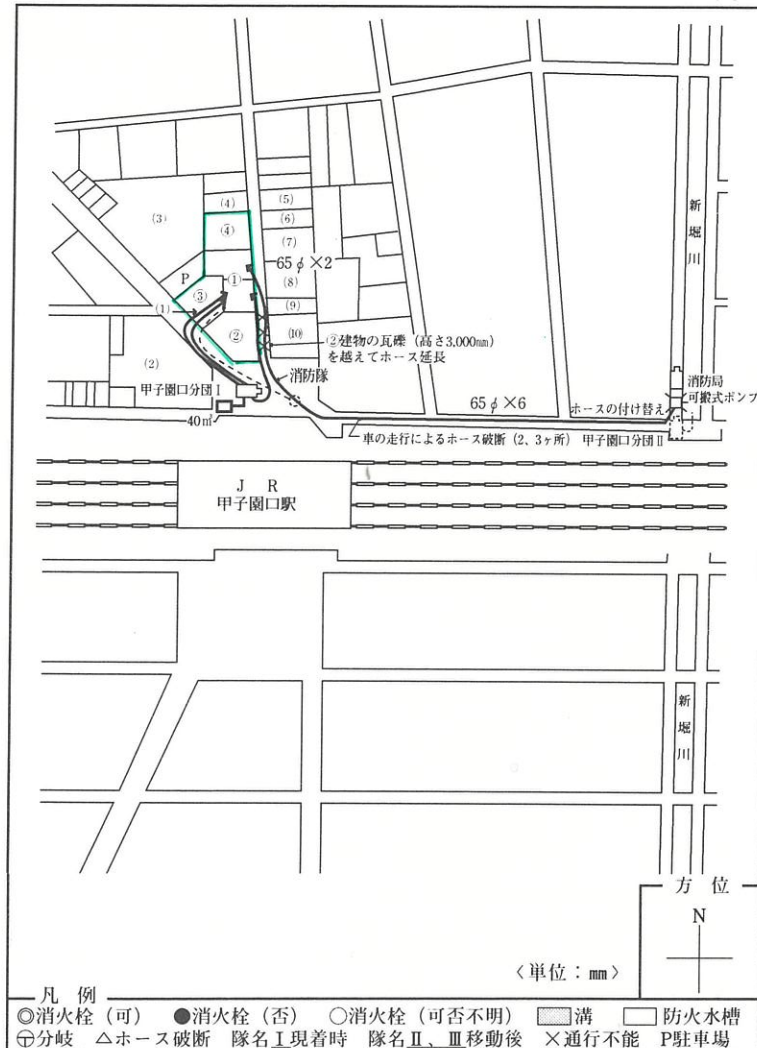 (4)
(5)
(6)
(3)
④
(7)
65φ×2
P
①
(8)
③
(1)
(9)
②
(10)
②建物の瓦礫（高さ3,000㎜）
を越えてホース延長
(2)
消防隊
甲子園口分団Ⅰ
40㎥
65φ×6
新堀川
消防局
可搬式ポンプ
ホースの付け替え
車の走行によるホース破断（2、3ヶ所）
甲子園口分団Ⅱ
JR
甲子園口駅
新堀川
方位
N
〈単位：㎜〉
凡例
◎消火栓（可） ●消火栓（否） ○消火栓（可否不明） 溝 防火水槽
分岐 △ホース破断 隊名Ⅰ現着時 隊名Ⅱ、Ⅲ移動後 ×通行不能 P駐車場